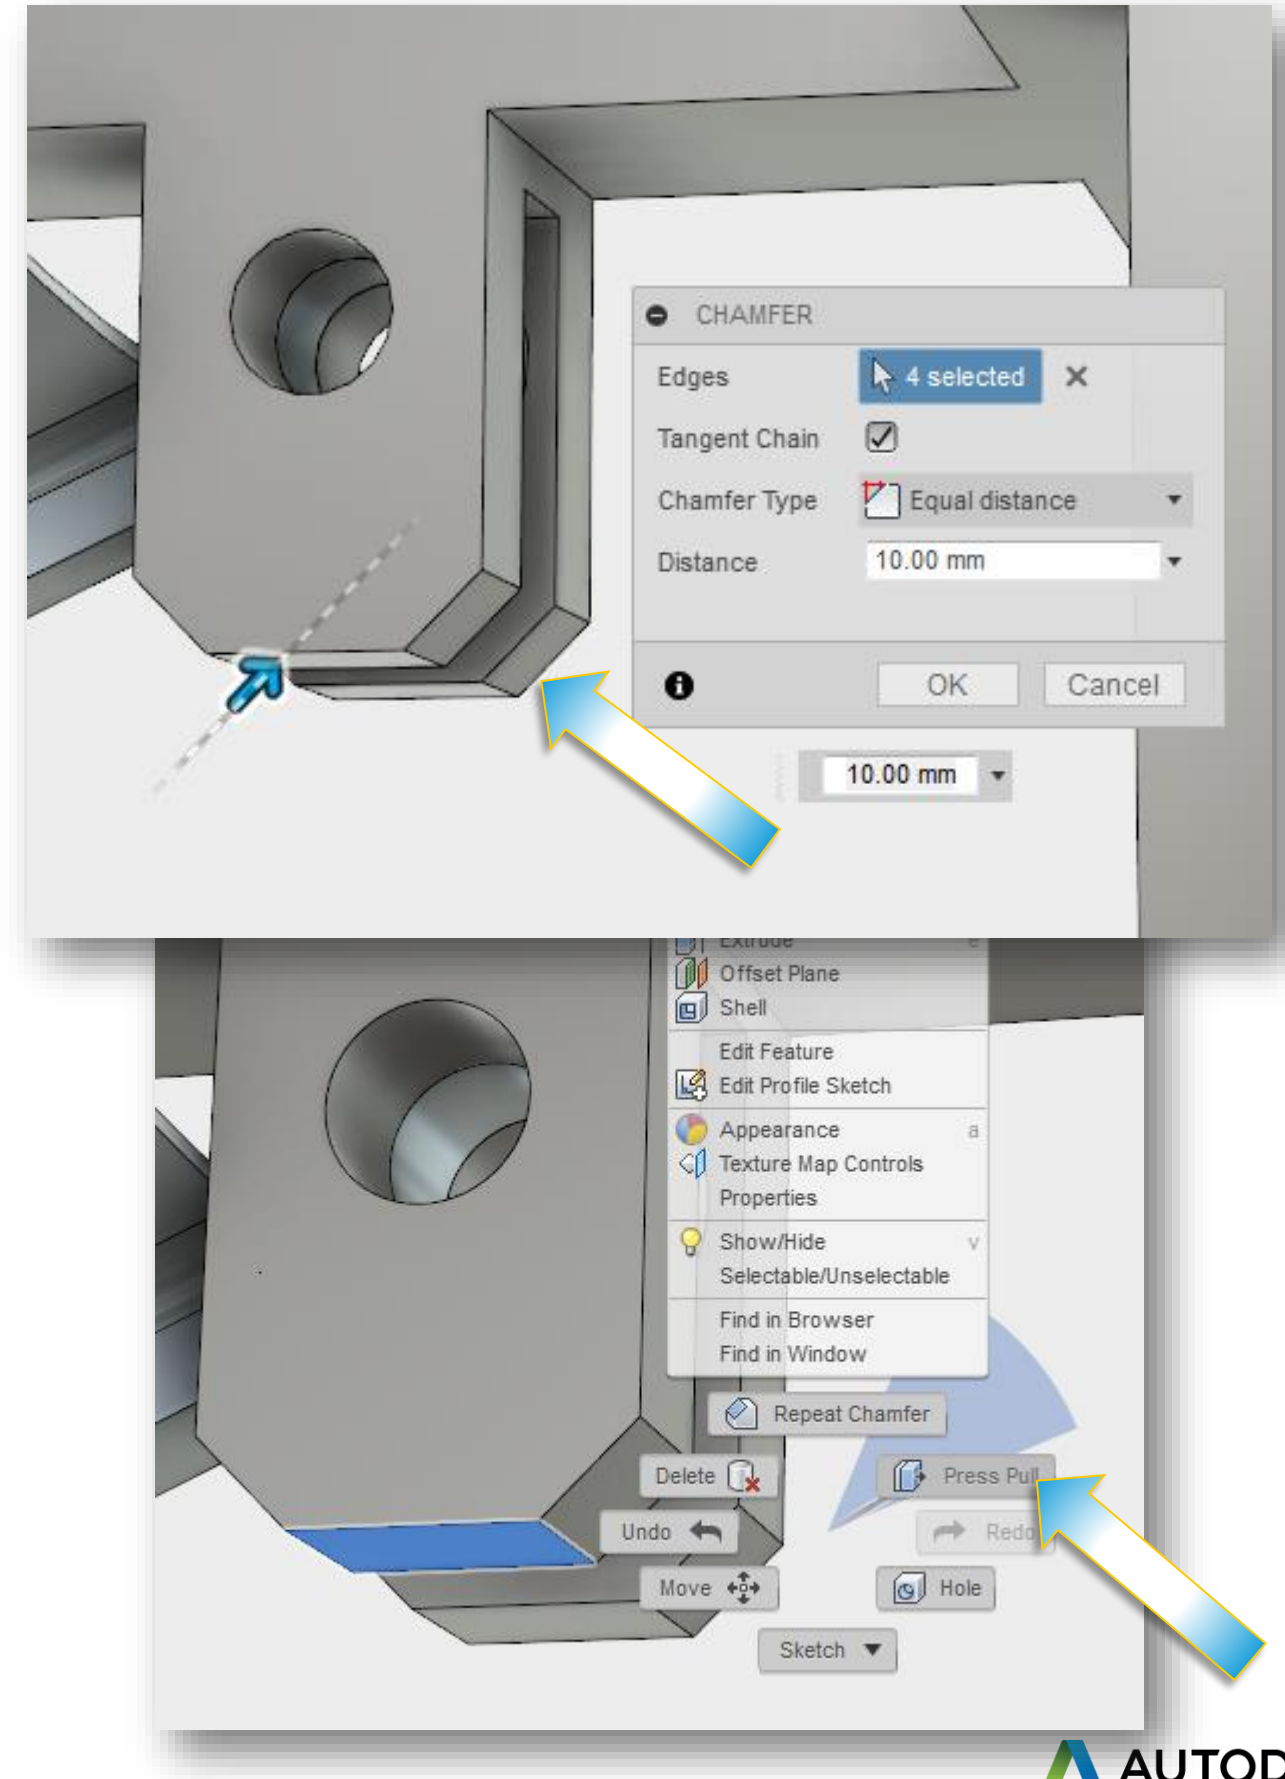 CHAMFER
Edges 4 selected
Tangent Chain
Chamfer Type Equal distance
Distance 10.00 mm
OK Cancel
10.00 mm
Extrude e
Offset Plane
Shell
Edit Feature
Edit Profile Sketch
Appearance a
Texture Map Controls
Properties
Show/Hide v
Selectable/Unselectable
Find in Browser
Find in Window
Repeat Chamfer
Delete Press Pull
Undo Redo
Move Hole
Sketch
AUTOD